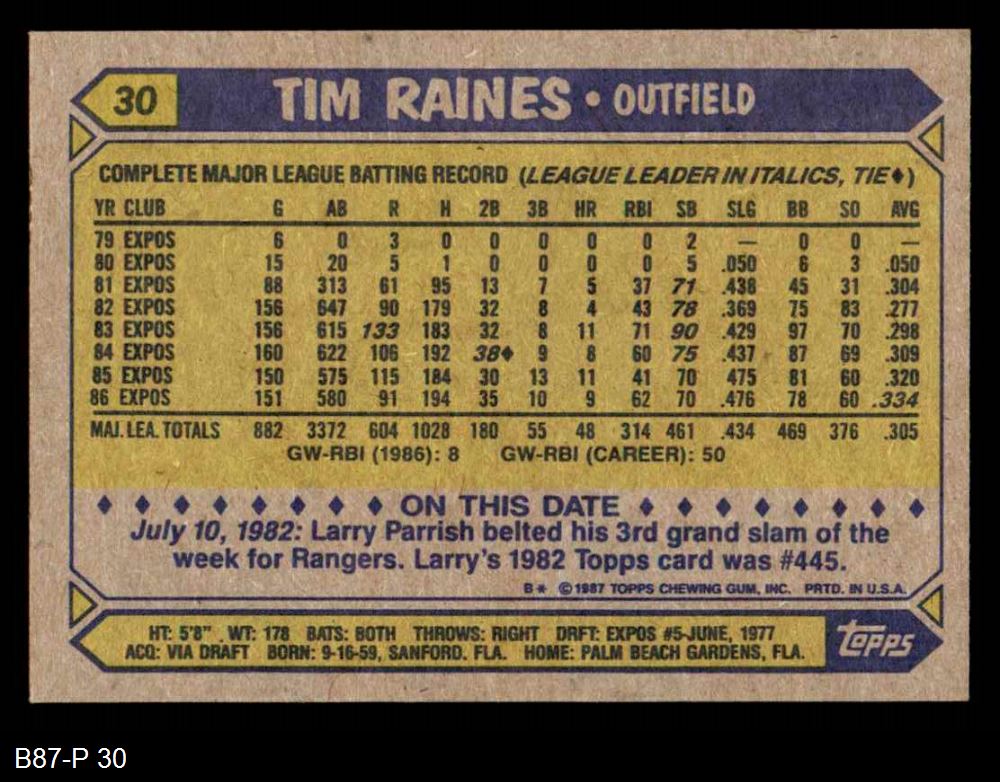 30 TIM RAINES • OUTFIELD
COMPLETE MAJOR LEAGUE BATTING RECORD (LEAGUE LEADER IN ITALICS, TIE♦)
YR CLUB G AB R H 2B 3B HR RBI SB SLG BB SO AVG
79 EXPOS 6 0 3 0 0 0 0 0 2 — 0 0 —
80 EXPOS 15 20 5 1 0 0 0 0 5 .050 6 3 .050
81 EXPOS 88 313 61 95 13 7 5 37 71 .438 45 31 .304
82 EXPOS 156 647 90 179 32 8 4 43 78 .369 75 83 .277
83 EXPOS 156 615 133 183 32 8 11 71 90 .429 97 70 .298
84 EXPOS 160 622 106 192 38♦ 9 8 60 75 .437 87 69 .309
85 EXPOS 150 575 115 184 30 13 11 41 70 .475 81 60 .320
86 EXPOS 151 580 91 194 35 10 9 62 70 .476 78 60 .334
MAJ. LEA. TOTALS 882 3372 604 1028 180 55 48 314 461 .434 469 376 .305
GW-RBI (1986): 8 GW-RBI (CAREER): 50
♦ ♦ ♦ ♦ ♦ ♦ ♦ ♦ ON THIS DATE ♦ ♦ ♦ ♦ ♦ ♦ ♦ ♦
July 10, 1982: Larry Parrish belted his 3rd grand slam of the
week for Rangers. Larry's 1982 Topps card was #445.
B* ©1987 TOPPS CHEWING GUM, INC. PRTD. IN U.S.A.
HT: 5'8" WT: 178 BATS: BOTH THROWS: RIGHT DRFT: EXPOS #5-JUNE, 1977
ACQ: VIA DRAFT BORN: 9-16-59, SANFORD, FLA. HOME: PALM BEACH GARDENS, FLA.
TOPPS
B87-P 30